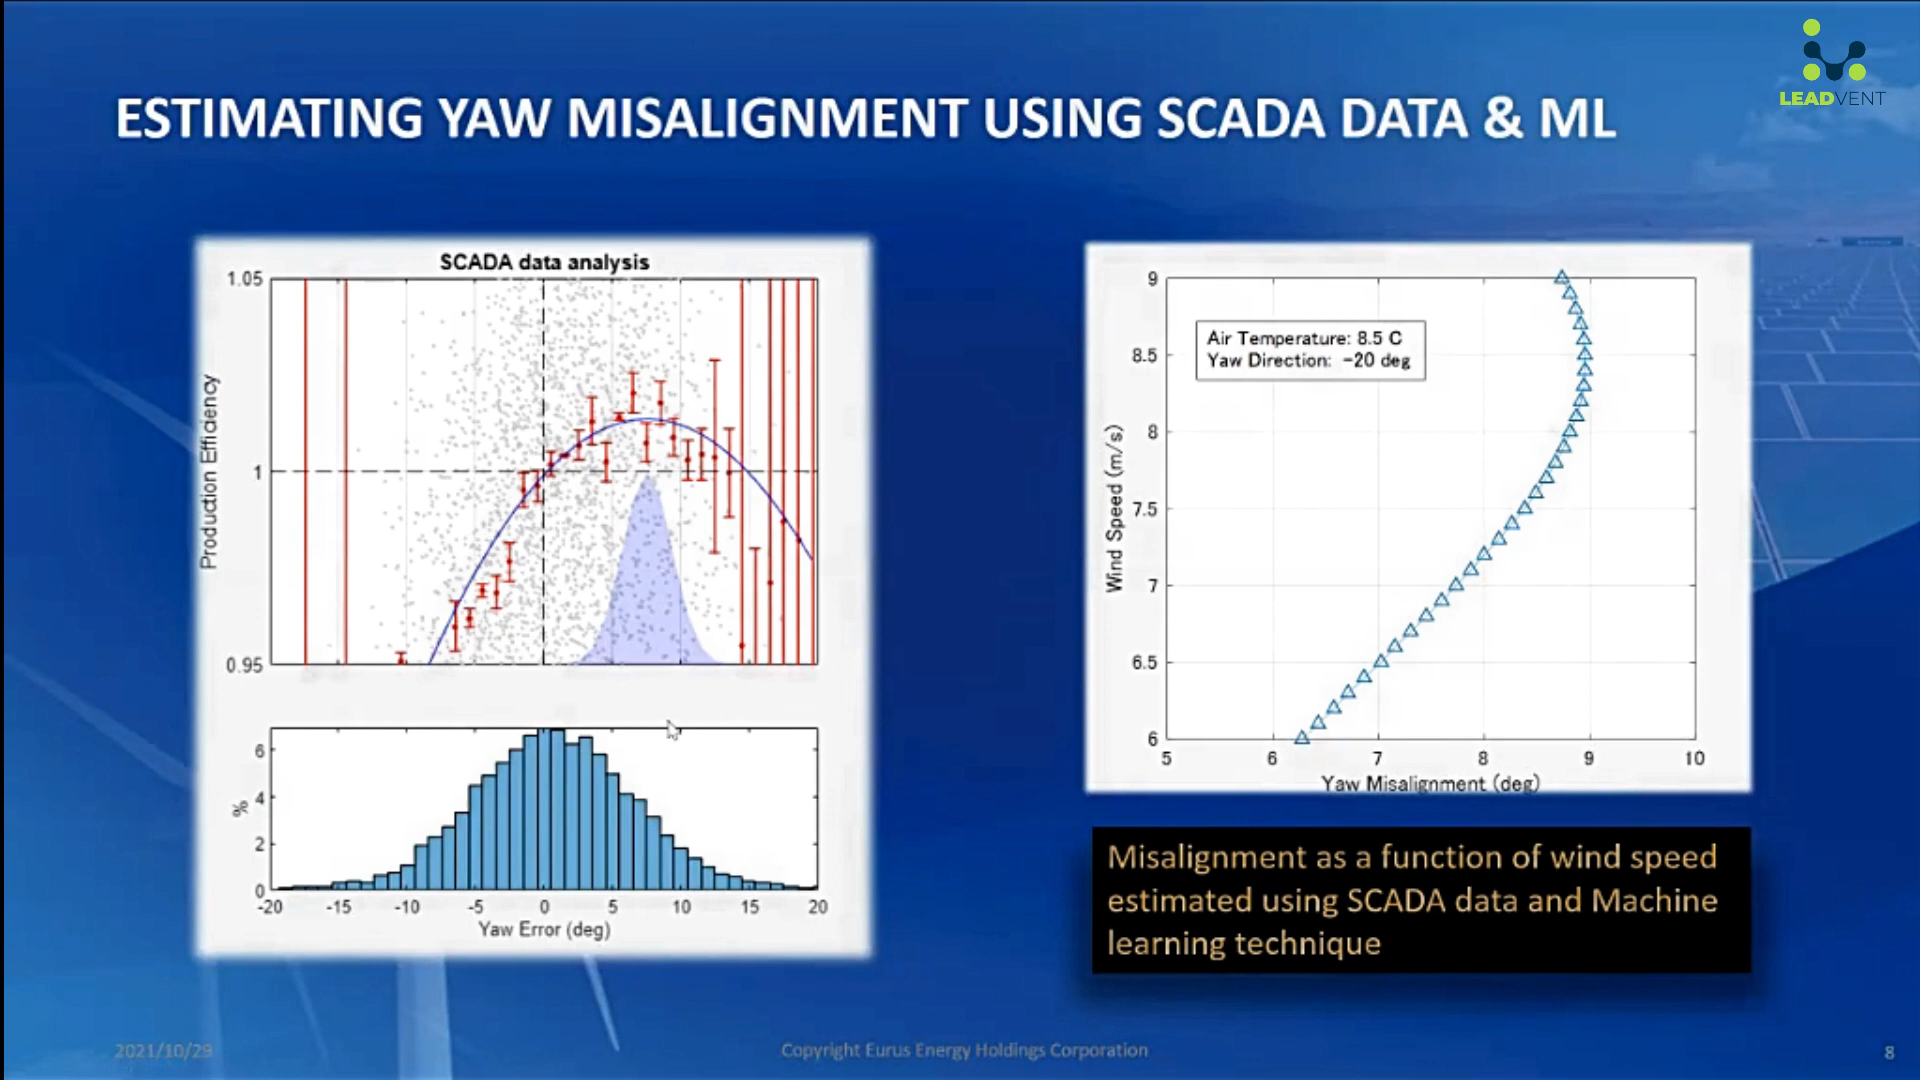 LEADVENT
ESTIMATING YAW MISALIGNMENT USING SCADA DATA & ML
SCADA data analysis
1.05
1
0.95
Production Efficiency
6
4
2
0
%
-20 -15 -10 -5 0 5 10 15 20
Yaw Error (deg)
9
8.5
8
7.5
7
6.5
6
Wind Speed (m/s)
Air Temperature: 8.5 C
Yaw Direction: -20 deg
5 6 7 8 9 10
Yaw Misalignment (deg)
Misalignment as a function of wind speed
estimated using SCADA data and Machine
learning technique
2021/10/29
Copyright Eurus Energy Holdings Corporation
8